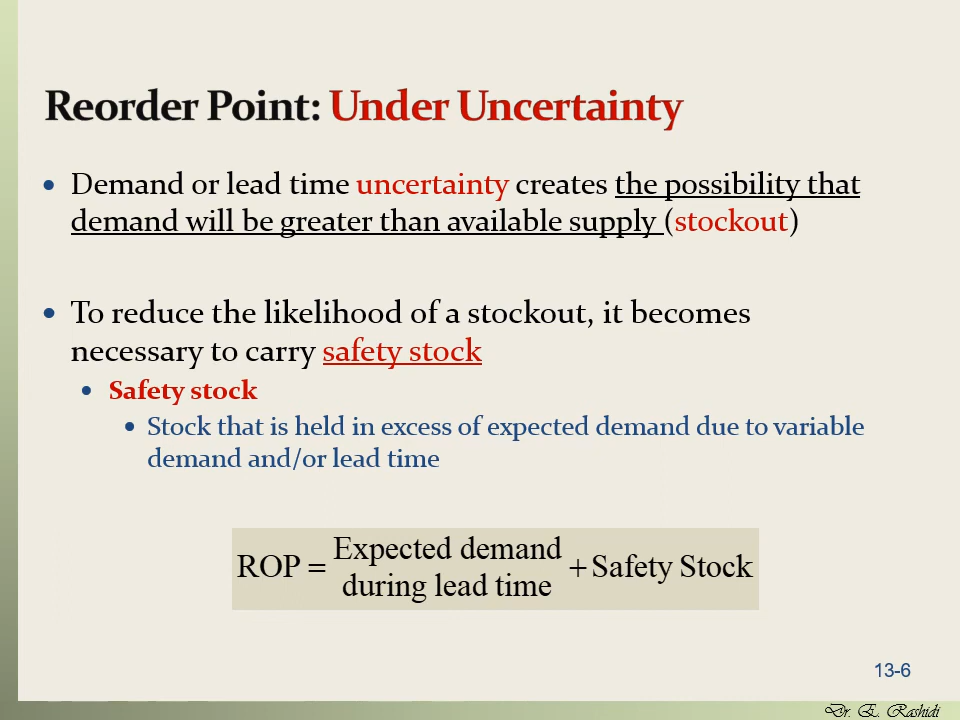 Reorder Point: Under Uncertainty
• Demand or lead time uncertainty creates the possibility that
demand will be greater than available supply (stockout)
• To reduce the likelihood of a stockout, it becomes
necessary to carry safety stock
• Safety stock
• Stock that is held in excess of expected demand due to variable
demand and/or lead time
ROP = Expected demand
during lead time + Safety Stock
13-6
Dr. E. Rashidi